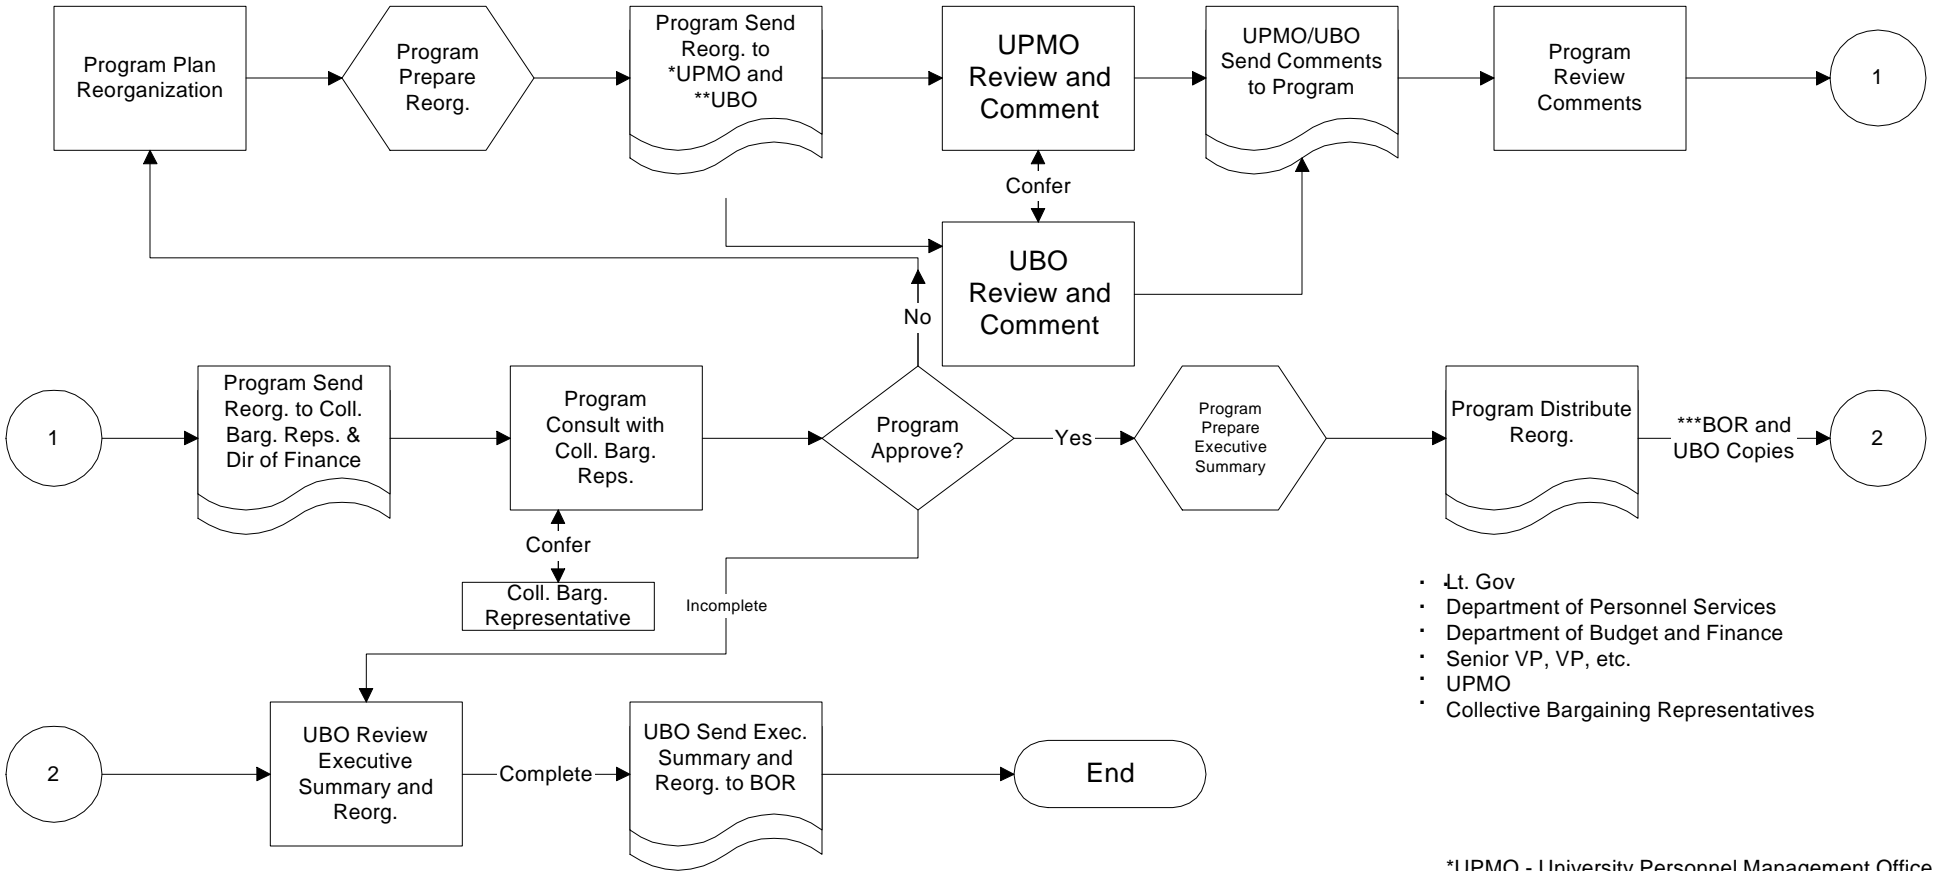 Program Plan
Reorganization
Program
Prepare
Reorg.
Program Send
Reorg. to
*UPMO and
**UBO
UPMO
Review and
Comment
UPMO/UBO
Send Comments
to Program
Program
Review
Comments
1
Confer
UBO
Review and
Comment
No
1
Program Send
Reorg. to Coll.
Barg. Reps. &
Dir of Finance
Program
Consult with
Coll. Barg.
Reps.
Program
Approve?
Yes
Program
Prepare
Executive
Summary
Program Distribute
Reorg.
***BOR and
UBO Copies
2
Confer
Coll. Barg.
Representative
Incomplete
· Lt. Gov
· Department of Personnel Services
· Department of Budget and Finance
· Senior VP, VP, etc.
· UPMO
· Collective Bargaining Representatives
2
UBO Review
Executive
Summary and
Reorg.
Complete
UBO Send Exec.
Summary and
Reorg. to BOR
End
*UPMO - University Personnel Management Office